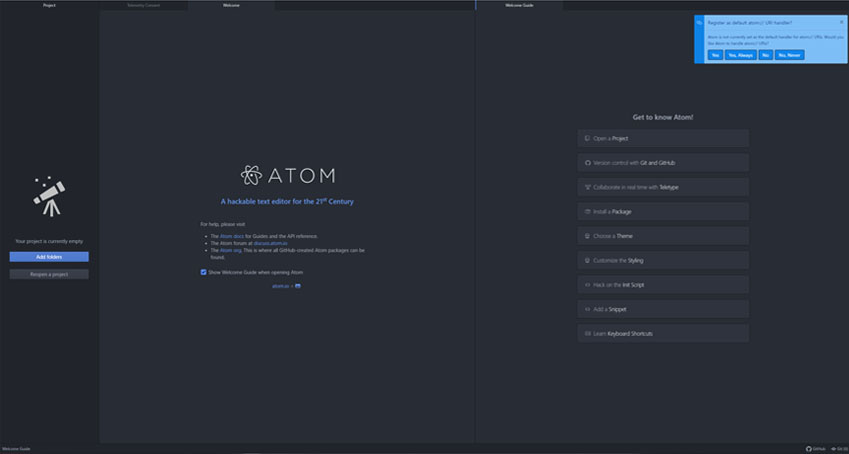 Project
Telemetry Consent
Welcome
Welcome Guide
Register as default atom:// URI handler?
Atom is not currently set as the default handler for atom:// URIs. Would you
like Atom to handle atom:// URIs?
Yes
Yes, Always
No
No, Never
Your project is currently empty
Add folders
Reopen a project
ATOM
A hackable text editor for the 21st Century
For help, please visit
The Atom docs for Guides and the API reference.
The Atom forum at discuss.atom.io
The Atom org. This is where all GitHub-created Atom packages can be
found.
Show Welcome Guide when opening Atom
atom.io ×
Get to know Atom!
Open a Project
Version control with Git and GitHub
Collaborate in real time with Teletype
Install a Package
Choose a Theme
Customize the Styling
Hack on the Init Script
Add a Snippet
Learn Keyboard Shortcuts
Welcome Guide
GitHub
Git (0)